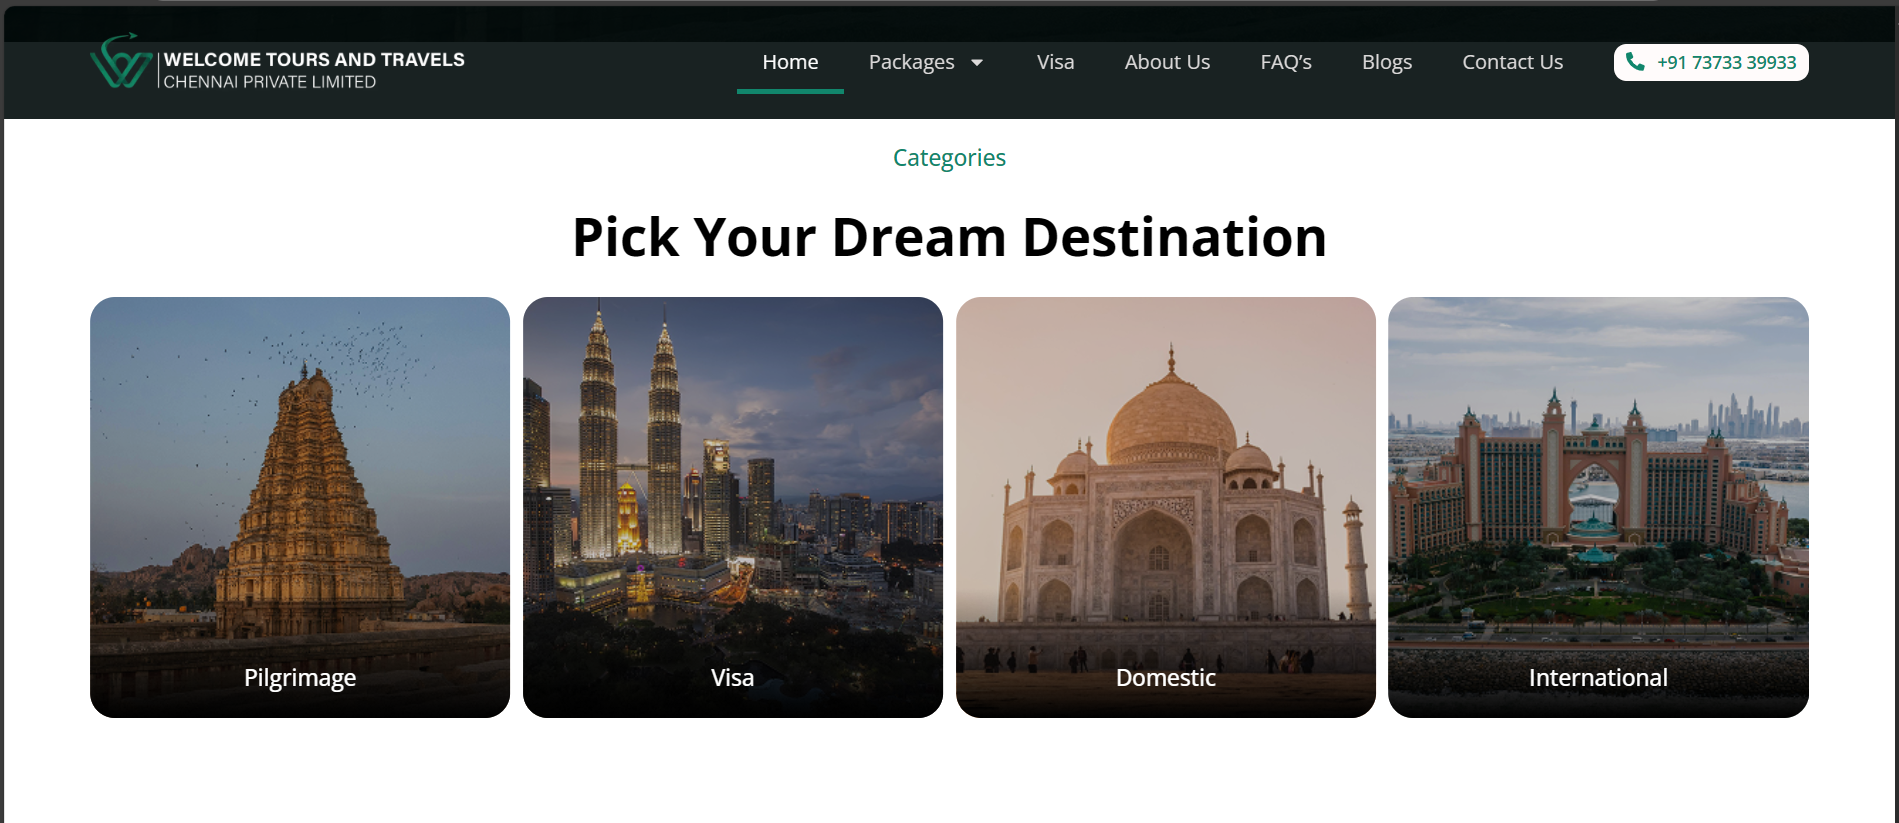 WELCOME TOURS AND TRAVELS
CHENNAI PRIVATE LIMITED
Home
Packages
Visa
About Us
FAQ’s
Blogs
Contact Us
+91 73733 39933
Categories
Pick Your Dream Destination
Pilgrimage
Visa
Domestic
International